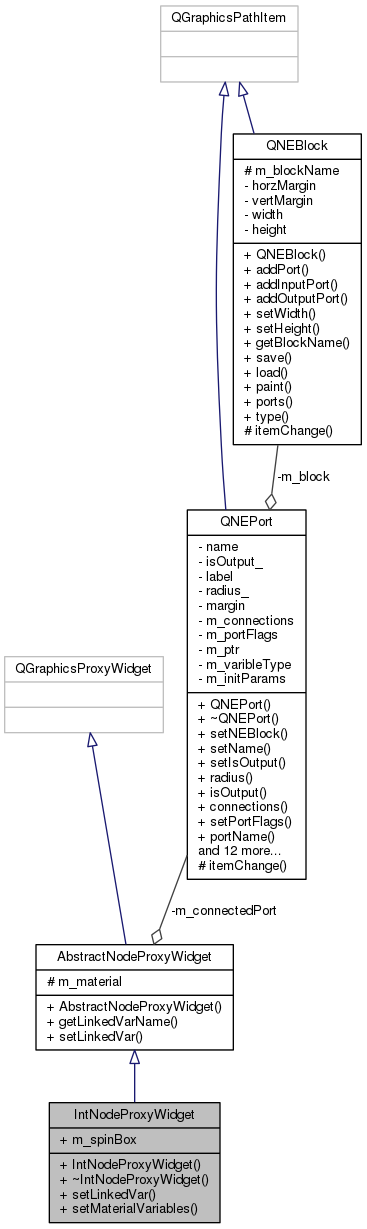 QGraphicsPathItem
QNEBlock
# m_blockName
- horzMargin
- vertMargin
- width
- height
+ QNEBlock()
+ addPort()
+ addInputPort()
+ addOutputPort()
+ setWidth()
+ setHeight()
+ getBlockName()
+ save()
+ load()
+ paint()
+ ports()
+ type()
# itemChange()
-m_block
QNEPort
- name
- isOutput_
- label
- radius_
- margin
- m_connections
- m_portFlags
- m_ptr
- m_varibleType
- m_initParams
+ QNEPort()
+ ~QNEPort()
+ setNEBlock()
+ setName()
+ setIsOutput()
+ radius()
+ isOutput()
+ connections()
+ setPortFlags()
+ portName()
and 12 more...
# itemChange()
QGraphicsProxyWidget
-m_connectedPort
AbstractNodeProxyWidget
# m_material
+ AbstractNodeProxyWidget()
+ getLinkedVarName()
+ setLinkedVar()
IntNodeProxyWidget
+ m_spinBox
+ IntNodeProxyWidget()
+ ~IntNodeProxyWidget()
+ setLinkedVar()
+ setMaterialVariables()